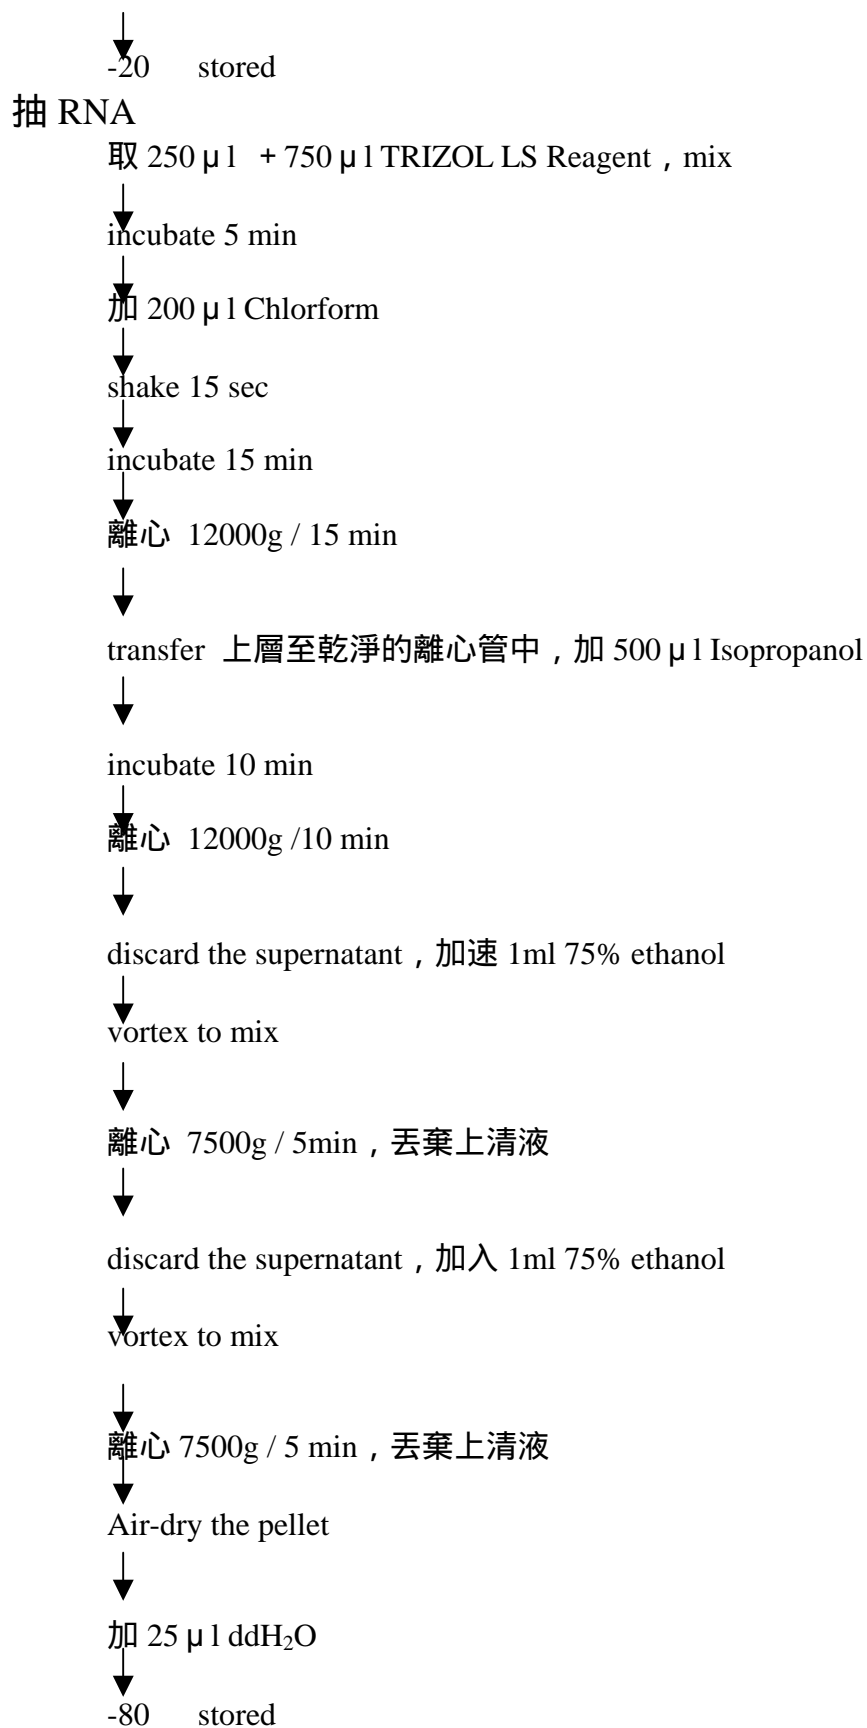 -20 stored
抽 RNA
取 250μl +750μl TRIZOL LS Reagent，mix
incubate 5 min
加 200μl Chlorform
shake 15 sec
incubate 15 min
離心 12000g / 15 min
transfer 上層至乾淨的離心管中，加 500μl Isopropanol
incubate 10 min
離心 12000g /10 min
discard the supernatant，加速 1ml 75% ethanol
vortex to mix
離心 7500g / 5min，丟棄上清液
discard the supernatant，加入 1ml 75% ethanol
vortex to mix
離心 7500g / 5 min，丟棄上清液
Air-dry the pellet
加 25μl ddH₂O
-80 stored